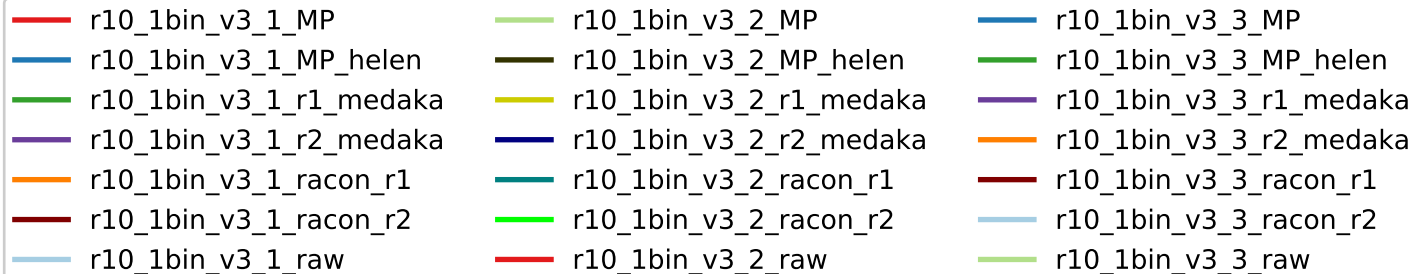 r10_1bin_v3_1_MP
r10_1bin_v3_1_MP_helen
r10_1bin_v3_1_r1_medaka
r10_1bin_v3_1_r2_medaka
r10_1bin_v3_1_racon_r1
r10_1bin_v3_1_racon_r2
r10_1bin_v3_1_raw
r10_1bin_v3_2_MP
r10_1bin_v3_2_MP_helen
r10_1bin_v3_2_r1_medaka
r10_1bin_v3_2_r2_medaka
r10_1bin_v3_2_racon_r1
r10_1bin_v3_2_racon_r2
r10_1bin_v3_2_raw
r10_1bin_v3_3_MP
r10_1bin_v3_3_MP_helen
r10_1bin_v3_3_r1_medaka
r10_1bin_v3_3_r2_medaka
r10_1bin_v3_3_racon_r1
r10_1bin_v3_3_racon_r2
r10_1bin_v3_3_raw